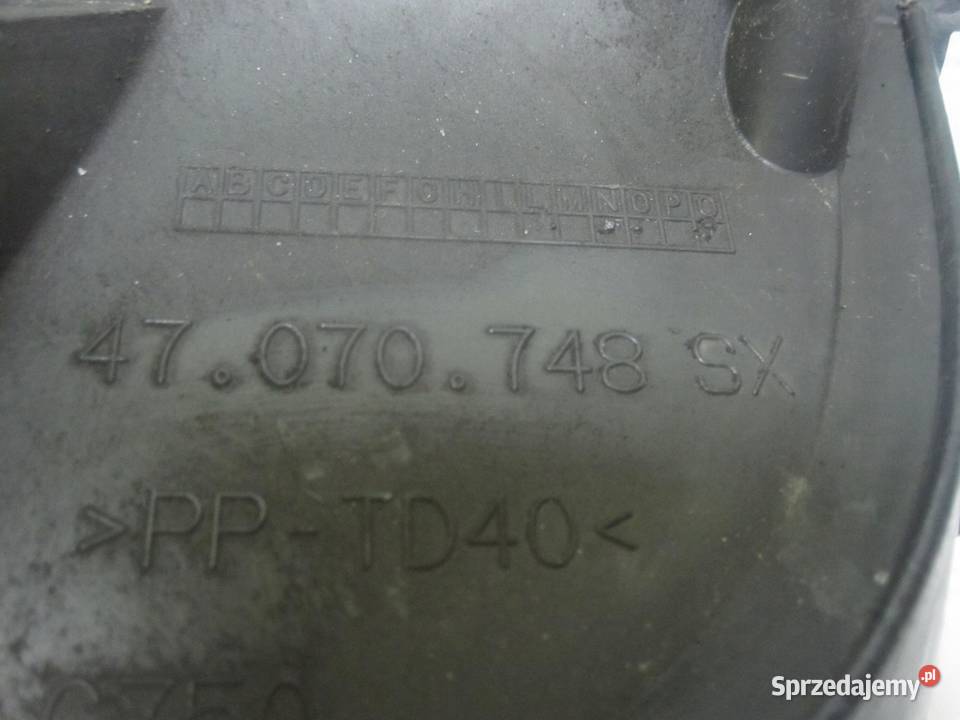 ABCDEFGHILMNOPQ
47.070.748 SX
>PP-TD40<
Sprzedajemy.pl